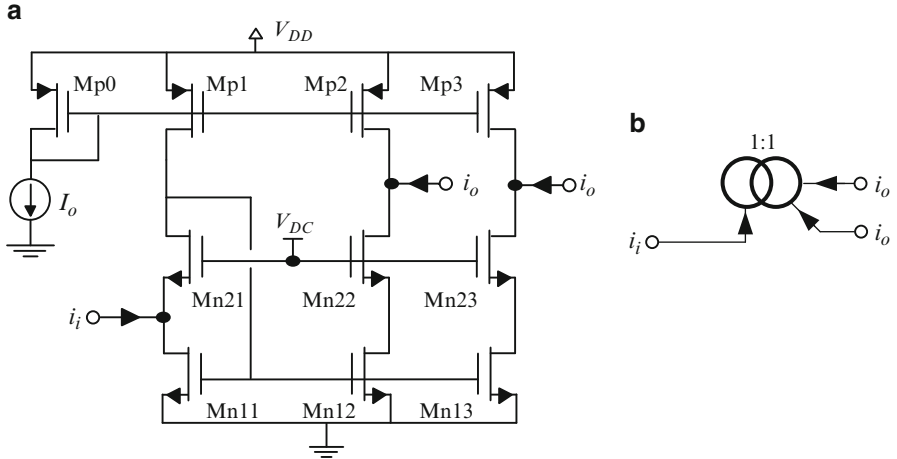 a
V_DD
Mp0
Mp1
Mp2
Mp3
b
1:1
i_o
i_o
I_o
V_DC
i_o
i_i
i_o
Mn21
Mn22
Mn23
i_i
Mn11
Mn12
Mn13